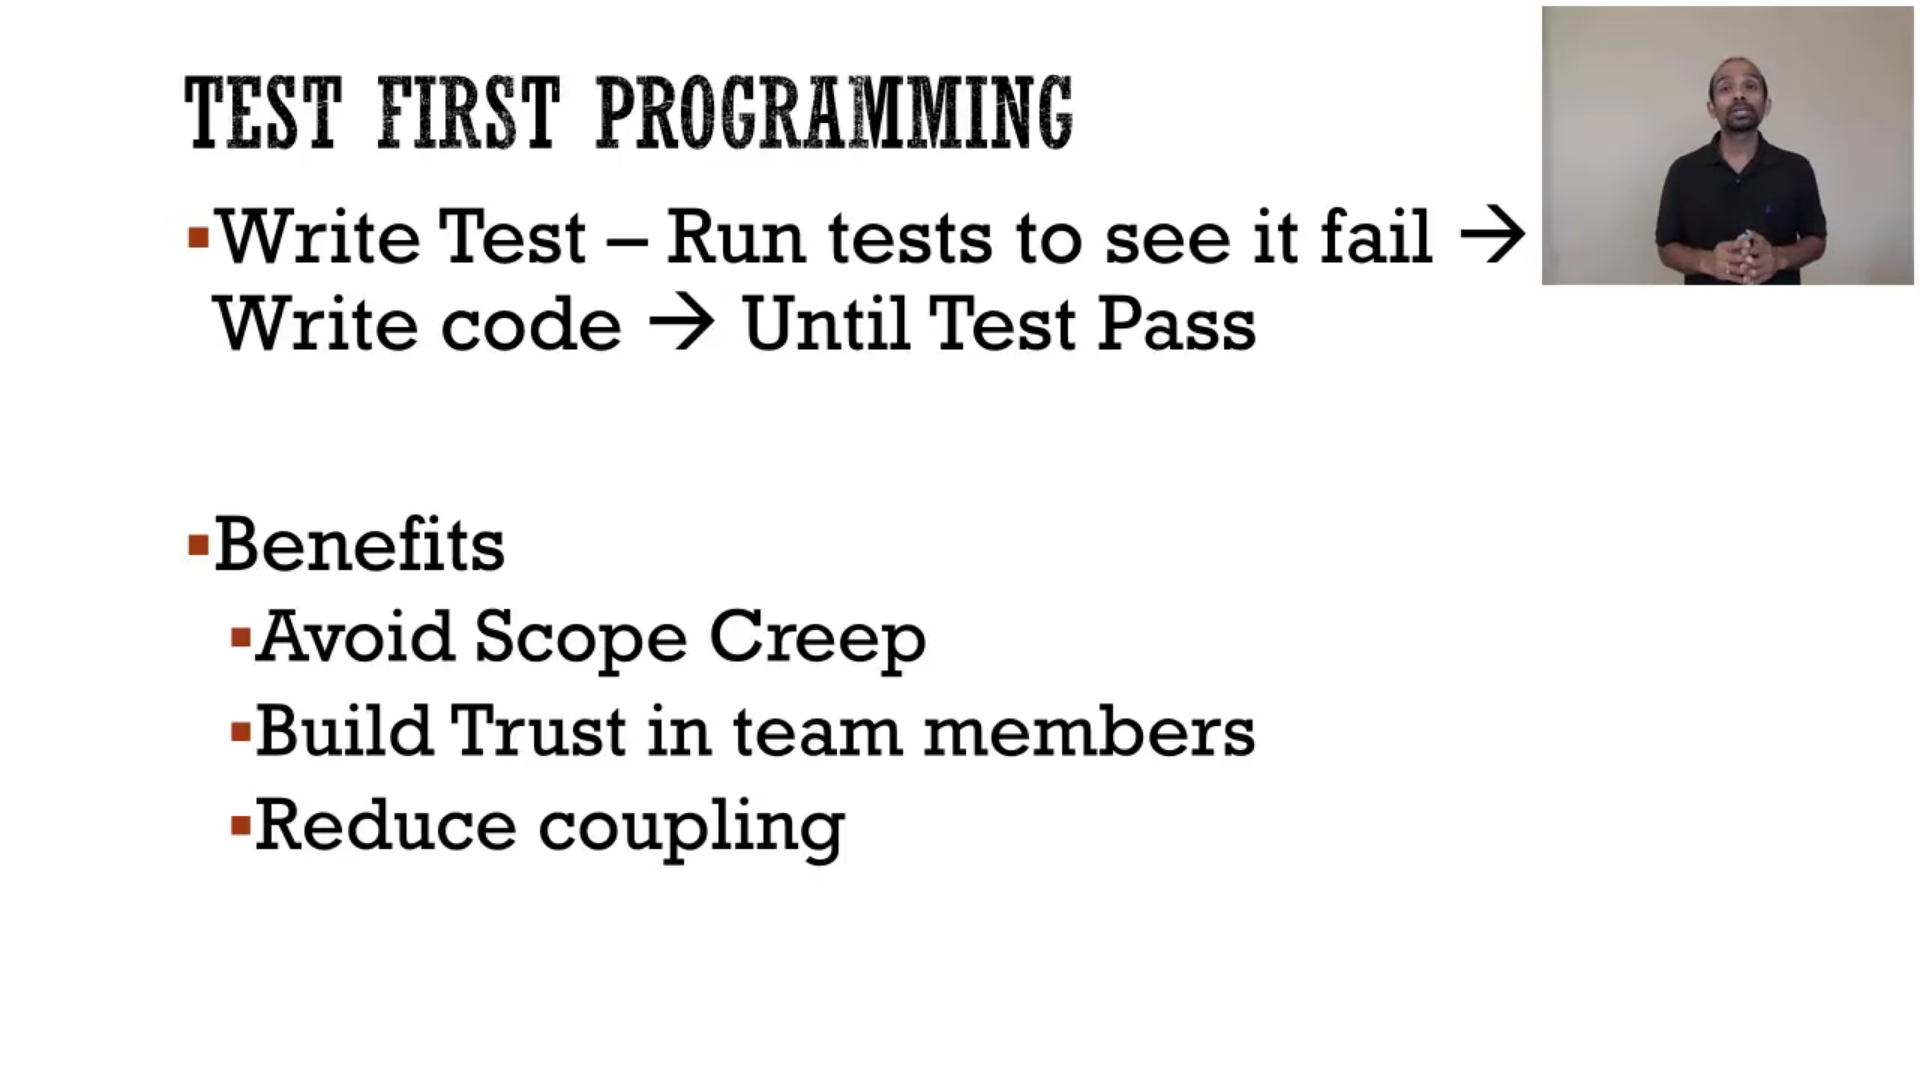 TEST FIRST PROGRAMMING
▪Write Test – Run tests to see it fail →
Write code → Until Test Pass
▪Benefits
▪Avoid Scope Creep
▪Build Trust in team members
▪Reduce coupling